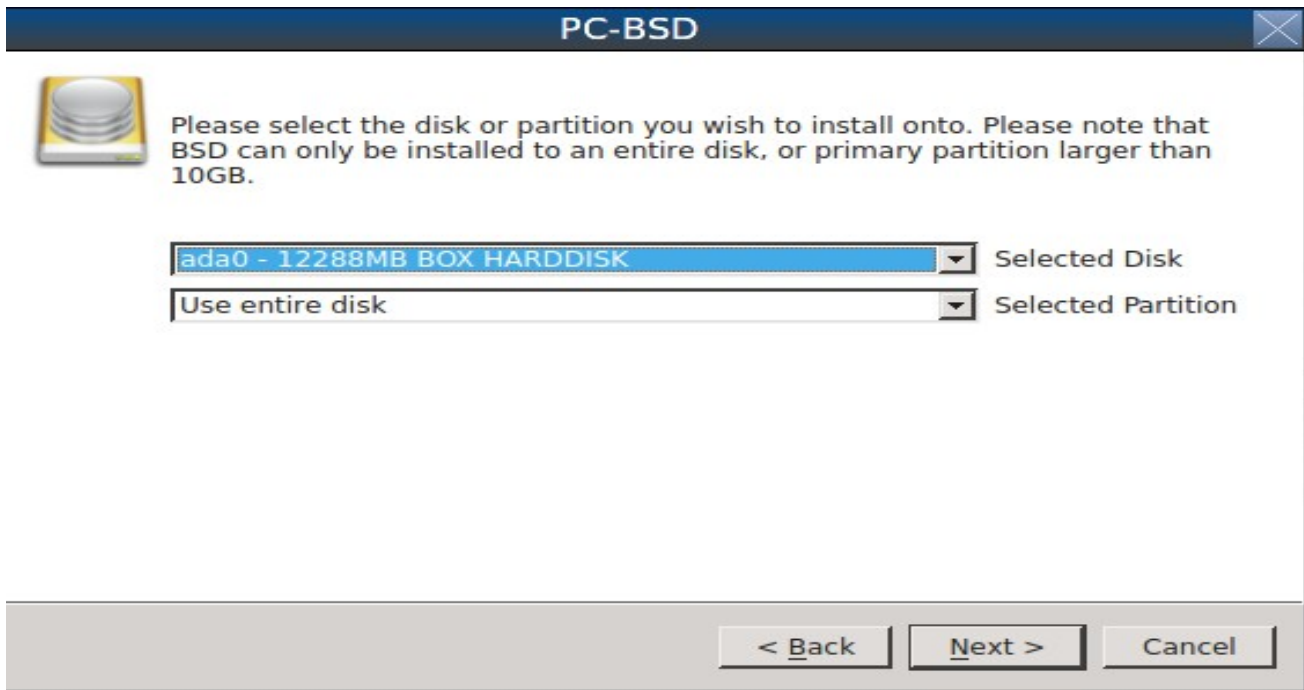 PC-BSD
Please select the disk or partition you wish to install onto. Please note that
BSD can only be installed to an entire disk, or primary partition larger than
10GB.
ada0 - 12288MB BOX HARDDISK Selected Disk
Use entire disk Selected Partition
< Back Next > Cancel